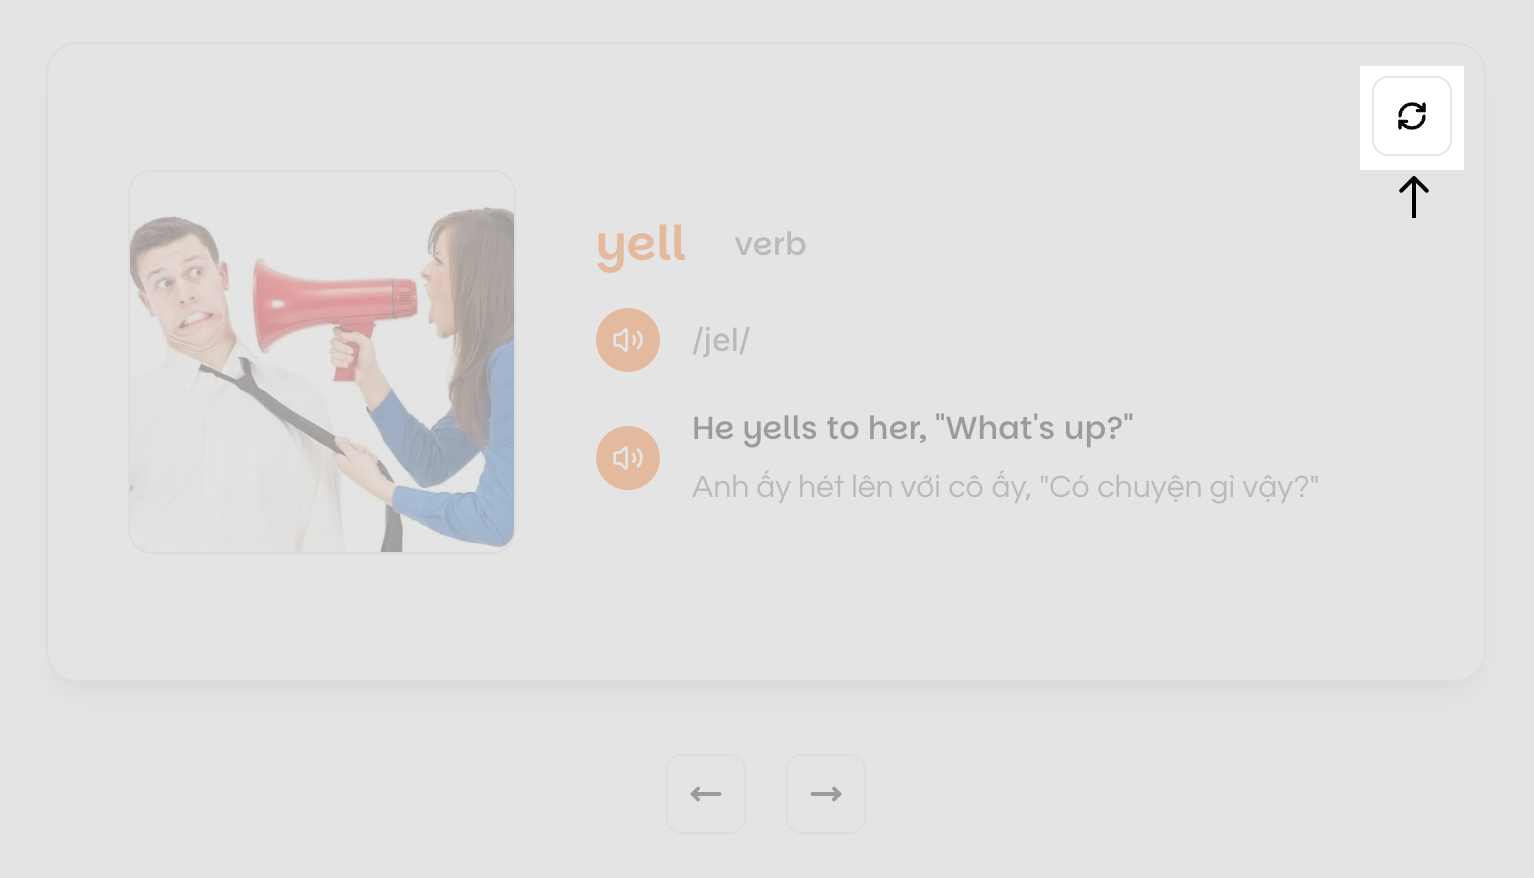 yell verb
/jel/
He yells to her, "What's up?"
Anh ấy hét lên với cô ấy, "Có chuyện gì vậy?"